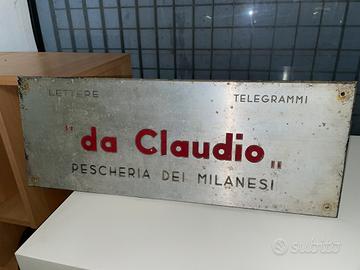 LETTERE TELEGRAMMI
"da Claudio"
PESCHERIA DEI MILANESI
subito